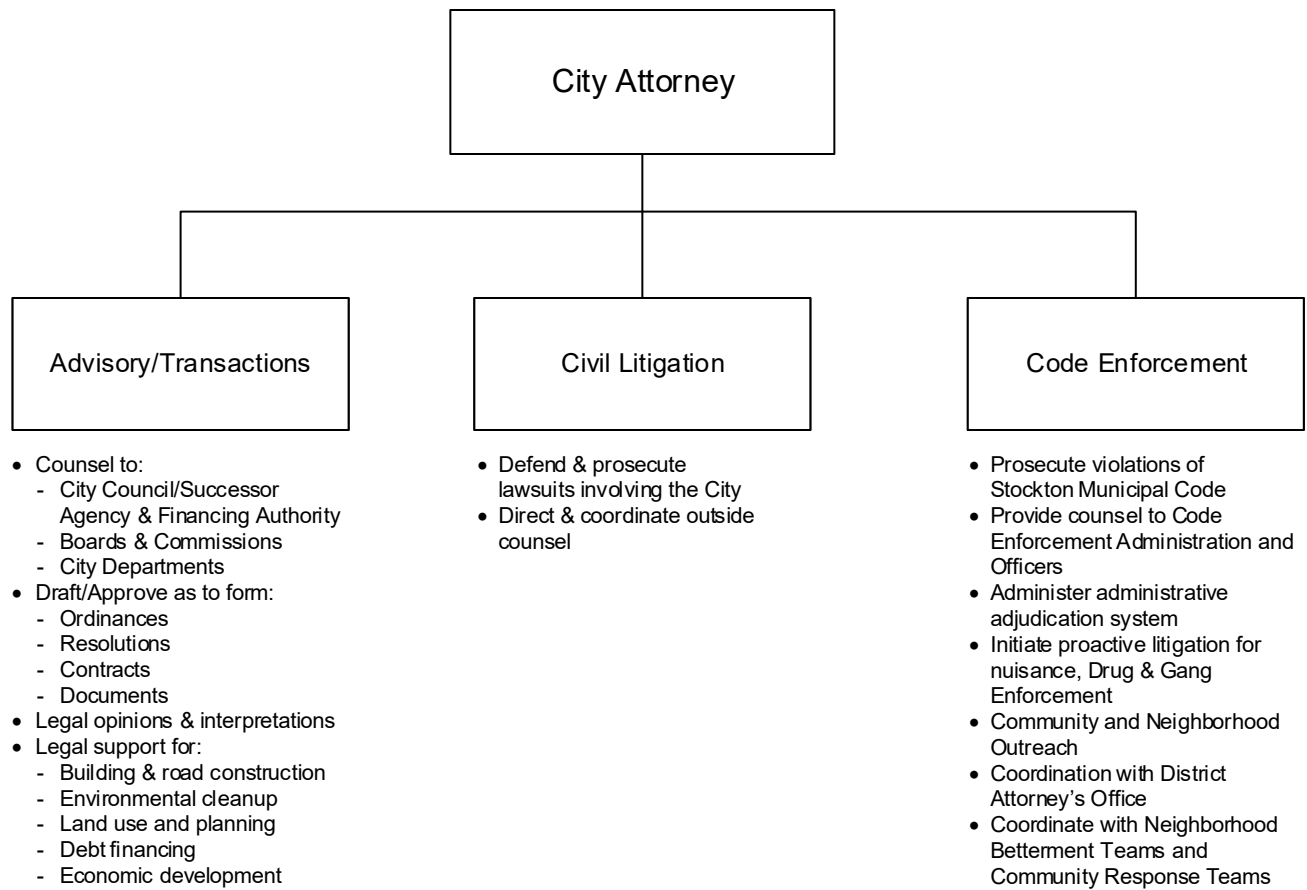 City Attorney
Advisory/Transactions
• Counsel to:
- City Council/Successor
Agency & Financing Authority
- Boards & Commissions
- City Departments
• Draft/Approve as to form:
- Ordinances
- Resolutions
- Contracts
- Documents
• Legal opinions & interpretations
• Legal support for:
- Building & road construction
- Environmental cleanup
- Land use and planning
- Debt financing
- Economic development
Civil Litigation
• Defend & prosecute
lawsuits involving the City
• Direct & coordinate outside
counsel
Code Enforcement
• Prosecute violations of
Stockton Municipal Code
• Provide counsel to Code
Enforcement Administration and
Officers
• Administer administrative
adjudication system
• Initiate proactive litigation for
nuisance, Drug & Gang
Enforcement
• Community and Neighborhood
Outreach
• Coordination with District
Attorney’s Office
• Coordinate with Neighborhood
Betterment Teams and
Community Response Teams